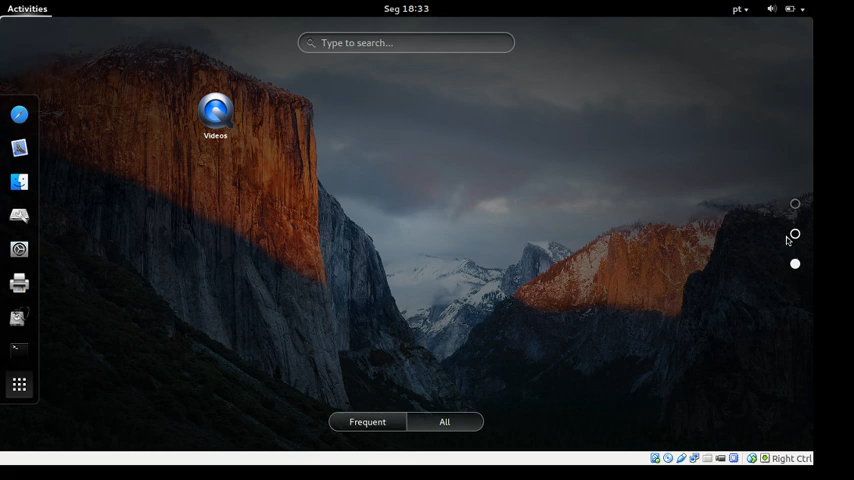 Activities
Seg 18:33
pt
Type to search...
Videos
Frequent
All
Right Ctrl